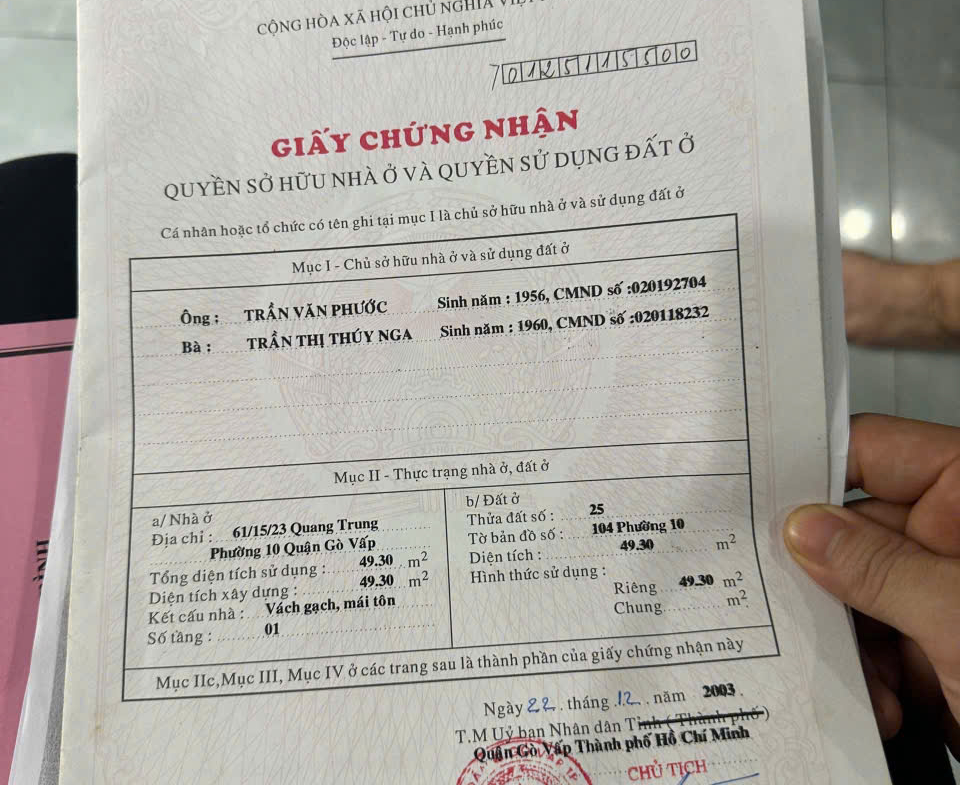 CỘNG HÒA XÃ HỘI CHỦ NGHĨA
Độc lập - Tự do - Hạnh phúc
70125115500
GIẤY CHỨNG NHẬN
QUYỀN SỞ HỮU NHÀ Ở VÀ QUYỀN SỬ DỤNG ĐẤT Ở
Cá nhân hoặc tổ chức có tên ghi tại mục I là chủ sở hữu nhà ở và sử dụng đất ở
Mục I - Chủ sở hữu nhà ở và sử dụng đất ở
Ông : TRẦN VĂN PHƯỚC Sinh năm : 1956, CMND số :020192704
Bà : TRẦN THỊ THÚY NGA Sinh năm : 1960, CMND số :020118232
Mục II - Thực trạng nhà ở, đất ở
a/ Nhà ở
Địa chỉ : 61/15/23 Quang Trung
Phường 10 Quận Gò Vấp
Tổng diện tích sử dụng : 49.30 m²
Diện tích xây dựng : 49.30 m²
Kết cấu nhà : Vách gạch, mái tôn
Số tầng : 01
b/ Đất ở
Thửa đất số : 25
Tờ bản đồ số : 104 Phường 10
Diện tích : 49.30 m²
Hình thức sử dụng :
Riêng 49.30 m²
Chung m²
Mục IIc,Mục III, Mục IV ở các trang sau là thành phần của giấy chứng nhận này
Ngày 22 . tháng .12 . năm 2003 .
T.M Uỷ ban Nhân dân Tỉnh ( Thành phố )
Quận Gò Vấp Thành phố Hồ Chí Minh
CHỦ TỊCH